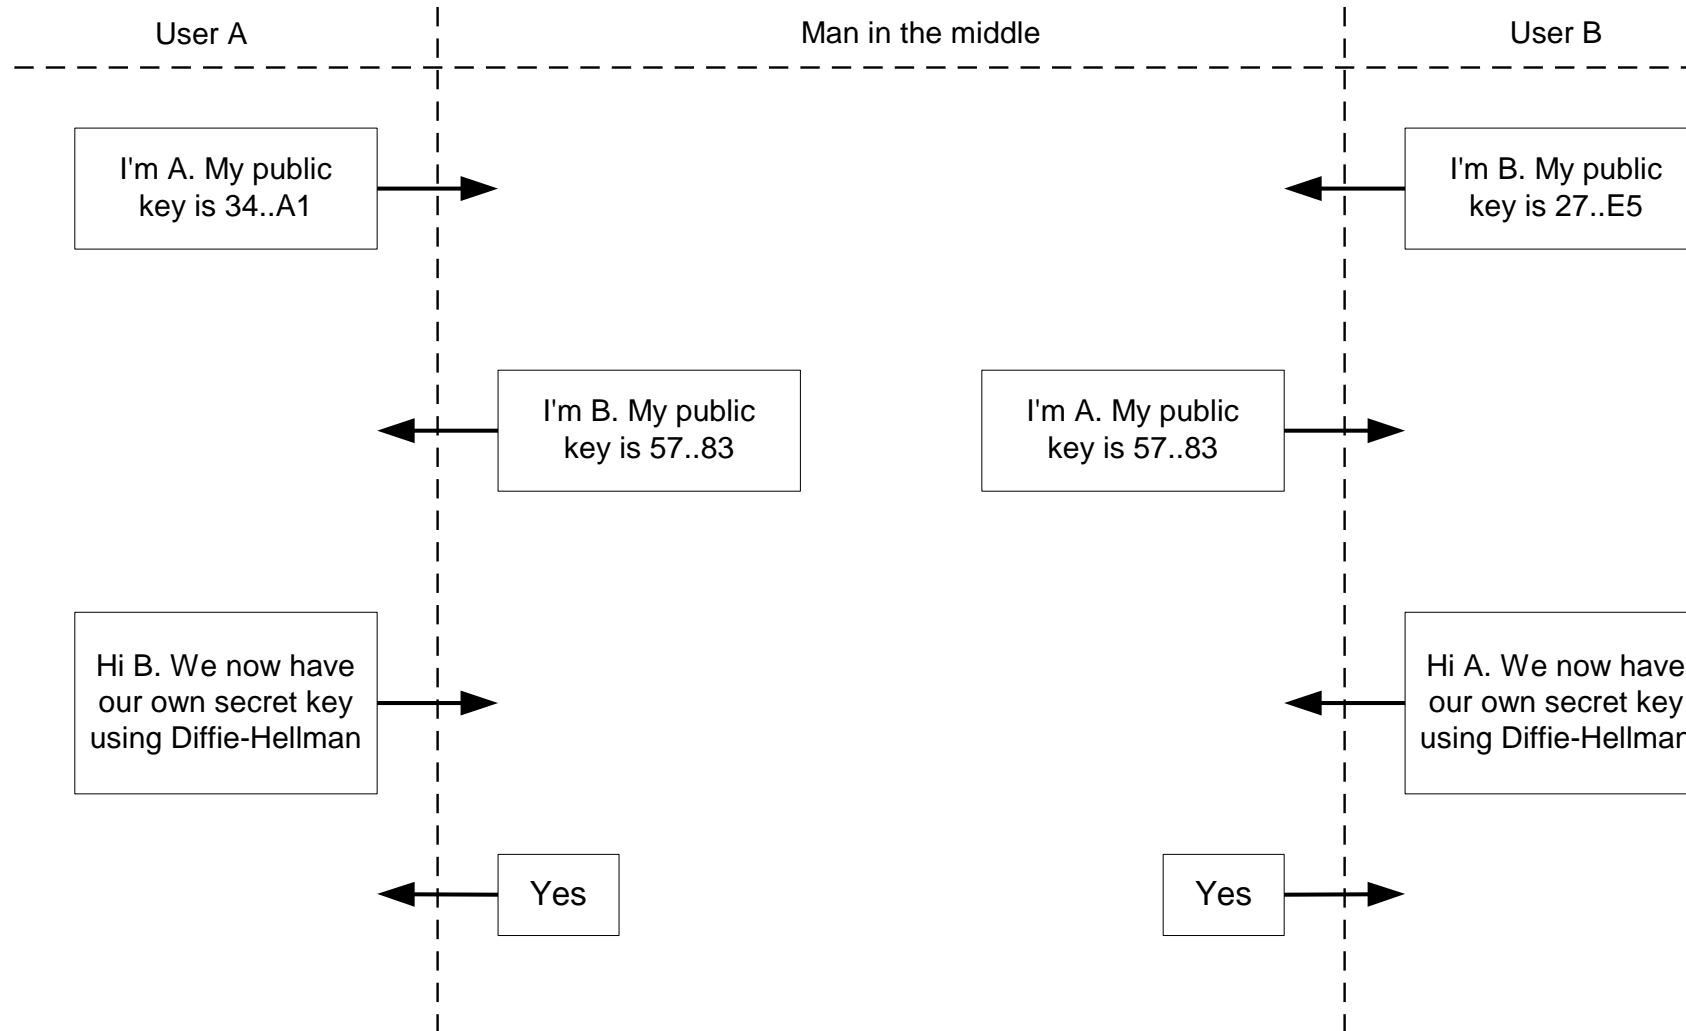 User A
Man in the middle
User B
I'm A. My public
key is 34..A1
I'm B. My public
key is 27..E5
I'm B. My public
key is 57..83
I'm A. My public
key is 57..83
Hi B. We now have
our own secret key
using Diffie-Hellman
Hi A. We now have
our own secret key
using Diffie-Hellman
Yes
Yes